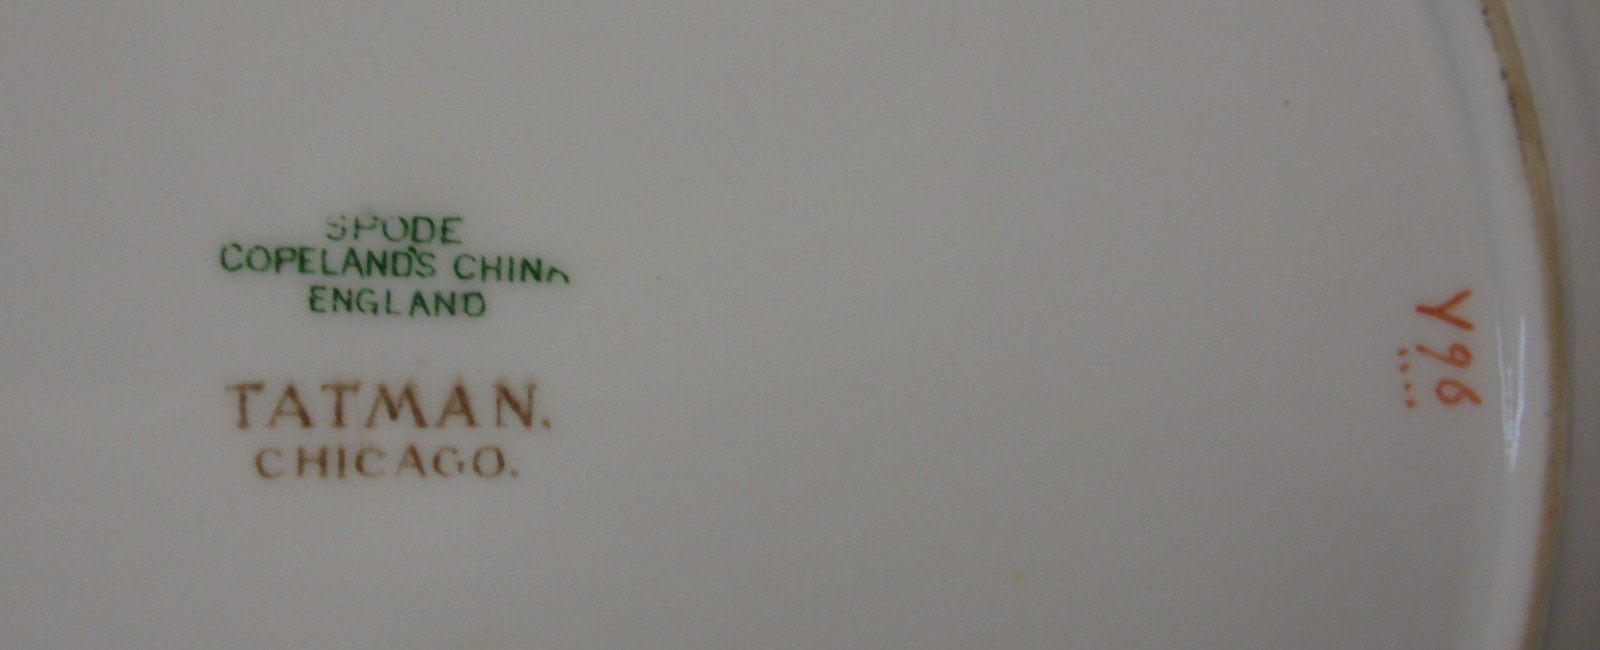 SPODE
COPELAND'S CHINA
ENGLAND
TATMAN.
CHICAGO.
Y96